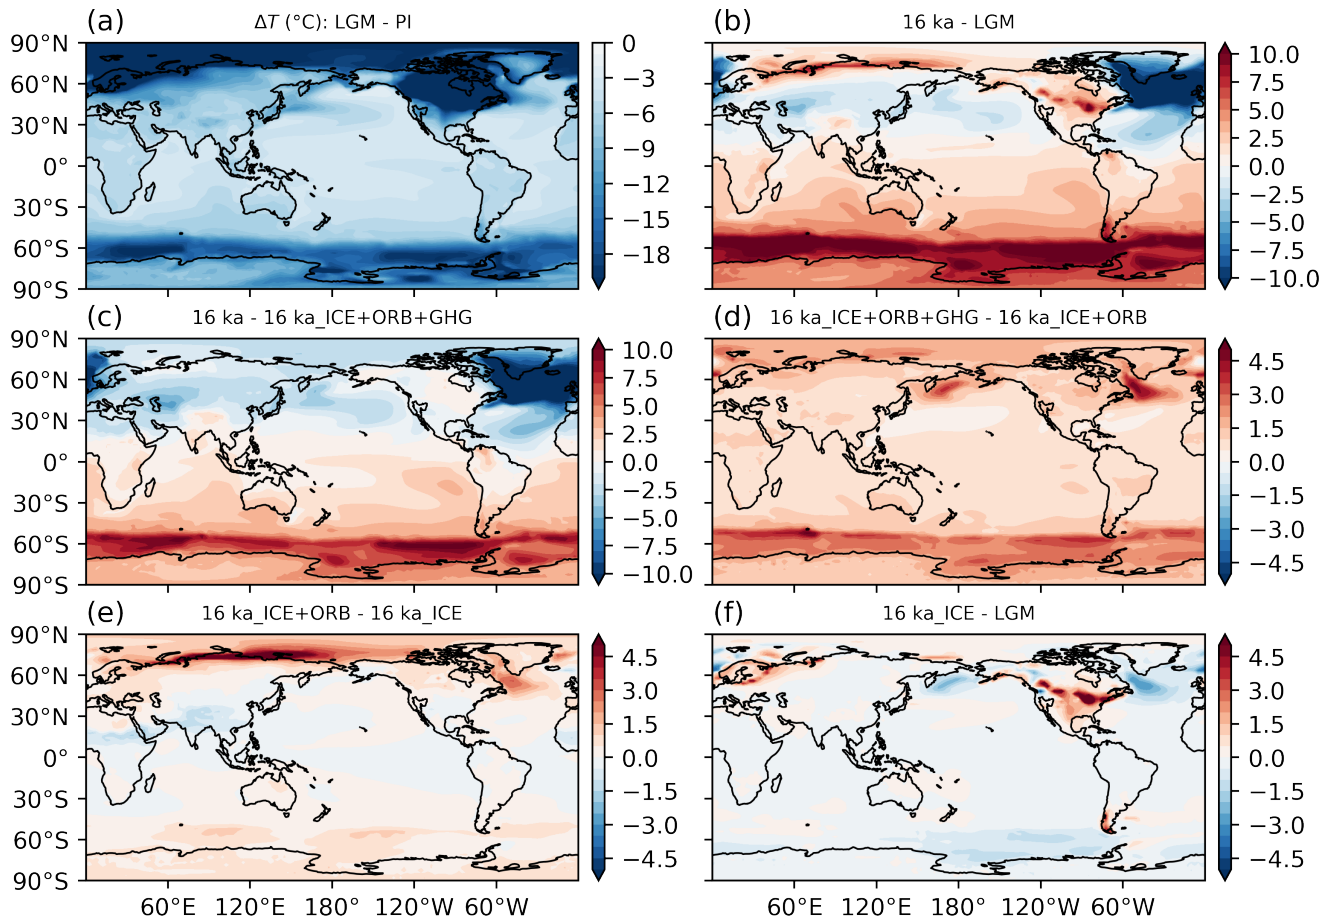 (a) ΔT (°C): LGM - PI
90°N
60°N
30°N
0°
30°S
60°S
90°S
0
−3
−6
−9
−12
−15
−18
(b) 16 ka - LGM
10.0
7.5
5.0
2.5
0.0
−2.5
−5.0
−7.5
−10.0
(c) 16 ka - 16 ka_ICE+ORB+GHG
90°N
60°N
30°N
0°
30°S
60°S
90°S
10.0
7.5
5.0
2.5
0.0
−2.5
−5.0
−7.5
−10.0
(d) 16 ka_ICE+ORB+GHG - 16 ka_ICE+ORB
4.5
3.0
1.5
0.0
−1.5
−3.0
−4.5
(e) 16 ka_ICE+ORB - 16 ka_ICE
90°N
60°N
30°N
0°
30°S
60°S
90°S
60°E 120°E 180° 120°W 60°W
4.5
3.0
1.5
0.0
−1.5
−3.0
−4.5
(f) 16 ka_ICE - LGM
60°E 120°E 180° 120°W 60°W
4.5
3.0
1.5
0.0
−1.5
−3.0
−4.5